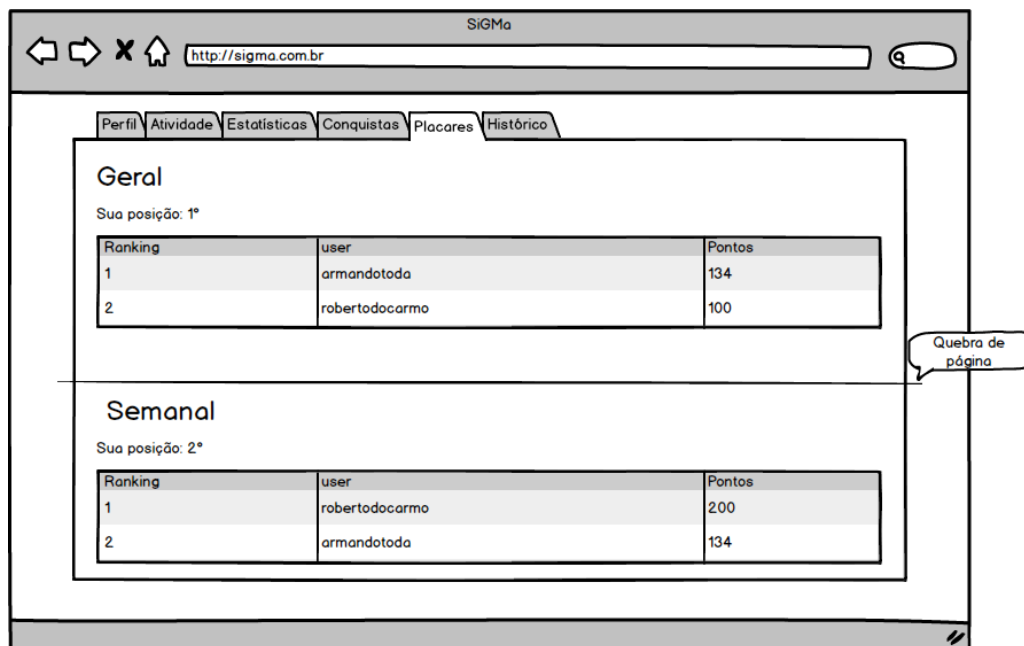 SiGMa
http://sigma.com.br
Perfil Atividade Estatísticas Conquistas Placares Histórico
Geral
Sua posição: 1º
Ranking user Pontos
1 armandotoda 134
2 robertodocarmo 100
Quebra de
página
Semanal
Sua posição: 2º
Ranking user Pontos
1 robertodocarmo 200
2 armandotoda 134